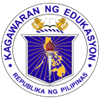 KAGAWARAN NG EDUKASYON
REPUBLIKA NG PILIPINAS